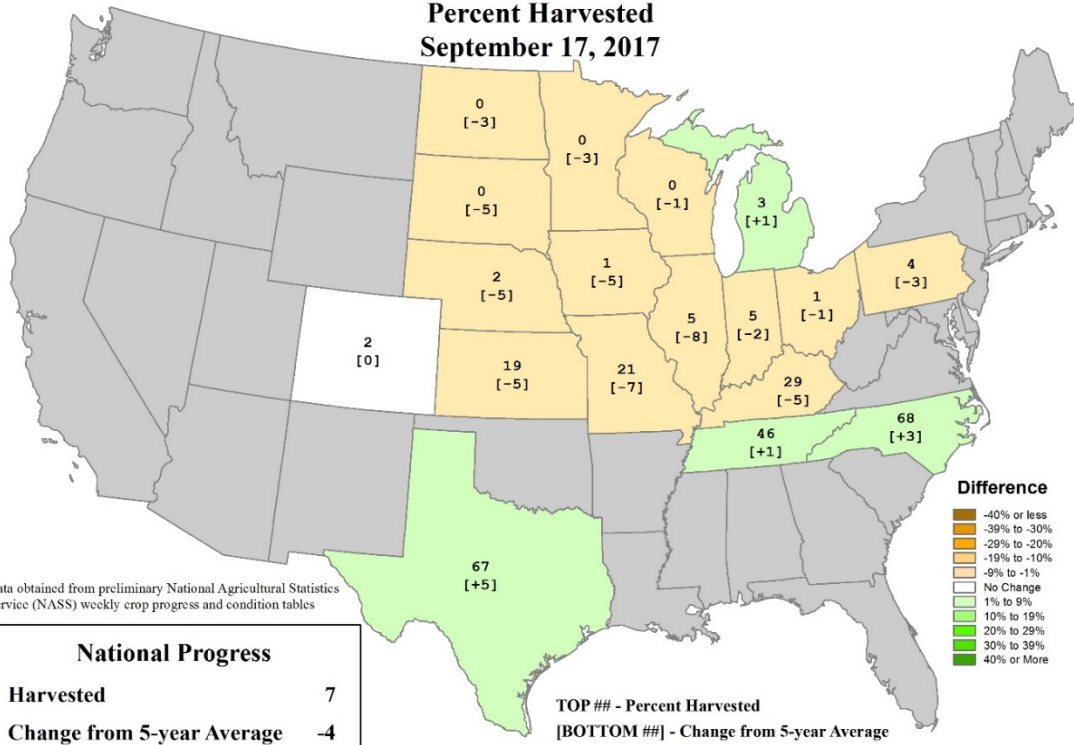 Percent Harvested
September 17, 2017
0
[-3]
0
[-3]
0
[-1]
3
[+1]
0
[-5]
2
[-5]
1
[-5]
4
[-3]
5
[-8]
5
[-2]
1
[-1]
2
[0]
19
[-5]
21
[-7]
29
[-5]
46
[+1]
68
[+3]
67
[+5]
Difference
-40% or less
-39% to -30%
-29% to -20%
-19% to -10%
-9% to -1%
No Change
1% to 9%
10% to 19%
20% to 29%
30% to 39%
40% or More
ata obtained from preliminary National Agricultural Statistics
ervice (NASS) weekly crop progress and condition tables
National Progress
Harvested 7
Change from 5-year Average -4
TOP ## - Percent Harvested
[BOTTOM ##] - Change from 5-year Average